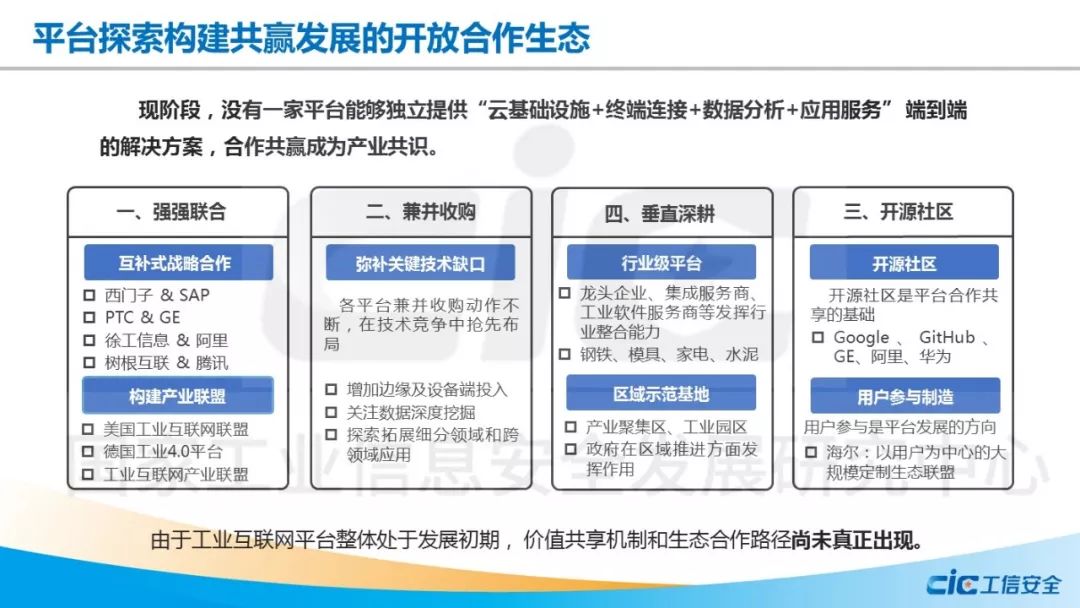 平台探索构建共赢发展的开放合作生态
现阶段，没有一家平台能够独立提供“云基础设施+终端连接+数据分析+应用服务” 端到端
的解决方案，合作共赢成为产业共识。
一、强强联合
互补式战略合作
西门子 & SAP
PTC & GE
徐工信息 & 阿里
树根互联 & 腾讯
构建产业联盟
美国工业互联网联盟
德国工业4.0平台
工业互联网产业联盟
二、兼并收购
弥补关键技术缺口
各平台兼并收购动作不
断，在技术竞争中抢先布
局
增加边缘及设备端投入
关注数据深度挖掘
探索拓展细分领域和跨
领域应用
四、垂直深耕
行业级平台
龙头企业、集成服务商、
工业软件服务商等发挥行
业整合能力
钢铁、模具、家电、水泥
区域示范基地
产业聚集区、工业园区
政府在区域推进方面发
挥作用
三、开源社区
开源社区
开源社区是平台合作共
享的基础
Google 、 GitHub 、
GE、阿里、华为
用户参与制造
用户参与是平台发展的方向
海尔：以用户为中心的大
规模定制生态联盟
由于工业互联网平台整体处于发展初期，价值共享机制和生态合作路径尚未真正出现。
CIC 工信安全
CIC
国家工业信息安全发展研究中心